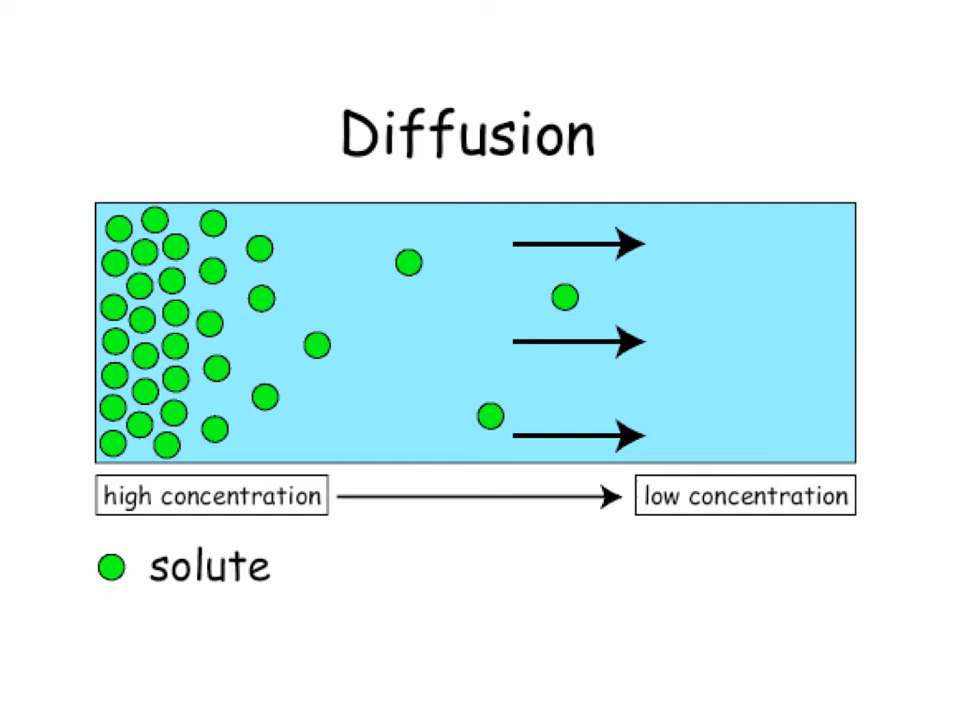 Diffusion
high concentration
low concentration
solute